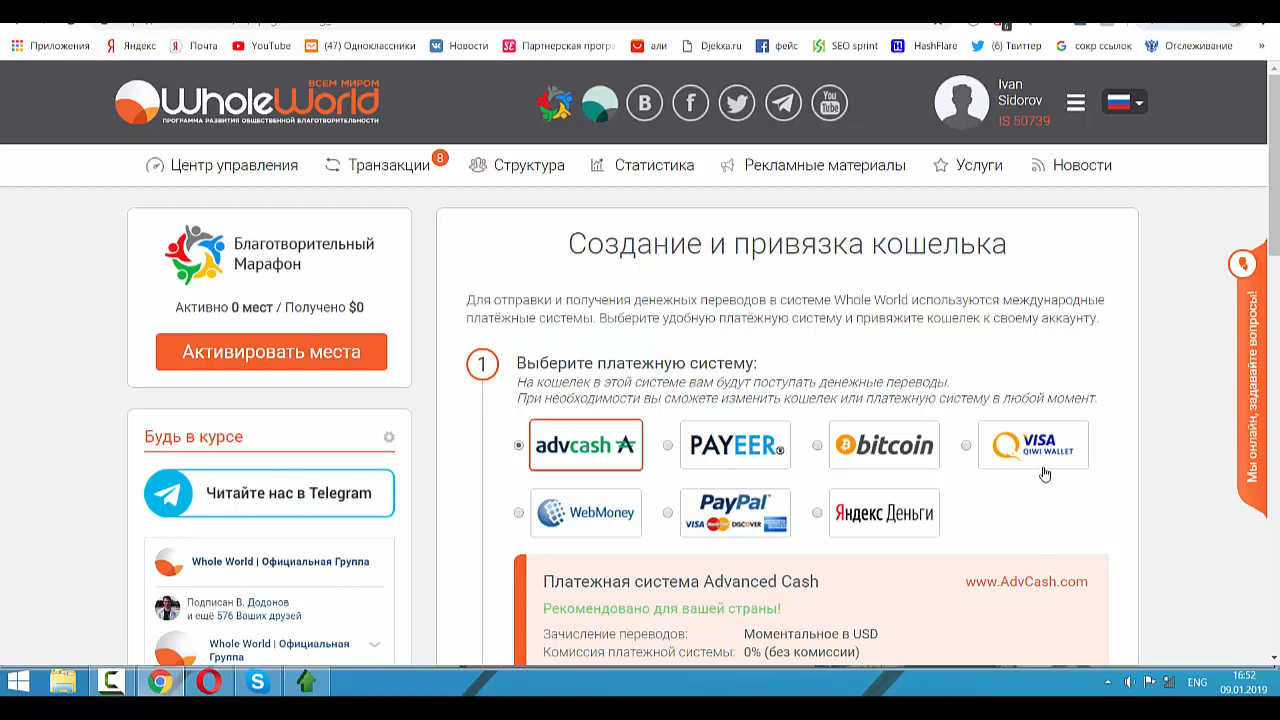 Приложения Яндекс Почта YouTube (47) Одноклассники Новости Партнерская прогр али Djekxa.ru фейс SEO sprint HashFlare (6) Твиттер сокр ссылок Отслеживание »
ВСЕМ МИРОМ
WholeWorld
ПРОГРАММА РАЗВИТИЯ ОБЩЕСТВЕННОЙ БЛАГОТВОРИТЕЛЬНОСТИ
You Tube
Ivan
Sidorov
IS 50739
Центр управления Транзакции 8 Структура Статистика Рекламные материалы Услуги Новости
Благотворительный
Марафон
Активно 0 мест / Получено $0
Активировать места
Будь в курсе
Читайте нас в Telegram
Whole World | Официальная Группа
Подписан В. Додонов
и ещё 576 Ваших друзей
Whole World | Официальная
Группа
Создание и привязка кошелька
Для отправки и получения денежных переводов в системе Whole World используются международные
платёжные системы. Выберите удобную платёжную систему и привяжите кошелек к своему аккаунту.
1 Выберите платежную систему:
На кошелек в этой системе вам будут поступать денежные переводы.
При необходимости вы сможете изменить кошелек или платежную систему в любой момент.
advcash PAYEER bitcoin VISA QIWI WALLET
WebMoney PayPal VISA MasterCard DISCOVER Яндекс Деньги
Платежная система Advanced Cash www.AdvCash.com
Рекомендовано для вашей страны!
Зачисление переводов: Моментальное в USD
Комиссия платежной системы: 0% (без комиссии)
Мы онлайн, задавайте вопросы!
ENG
16:52
09.01.2019